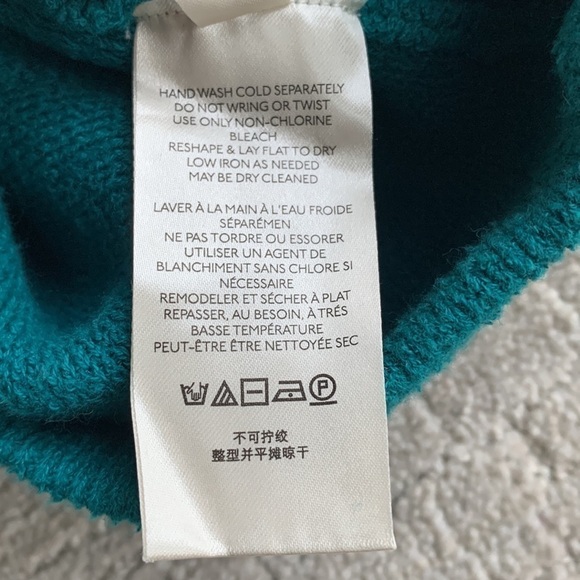 HAND WASH COLD SEPARATELY
DO NOT WRING OR TWIST
USE ONLY NON-CHLORINE
BLEACH
RESHAPE & LAY FLAT TO DRY
LOW IRON AS NEEDED
MAY BE DRY CLEANED
LAVER À LA MAIN À L'EAU FROIDE
SÉPARÉMEN
NE PAS TORDRE OU ESSORER
UTILISER UN AGENT DE
BLANCHIMENT SANS CHLORE SI
NÉCESSAIRE
REMODELER ET SÉCHER À PLAT
REPASSER, AU BESOIN, À TRÉS
BASSE TEMPÉRATURE
PEUT-ÊTRE ÊTRE NETTOYÉE SEC
P
不可拧绞
整型并平摊晾干